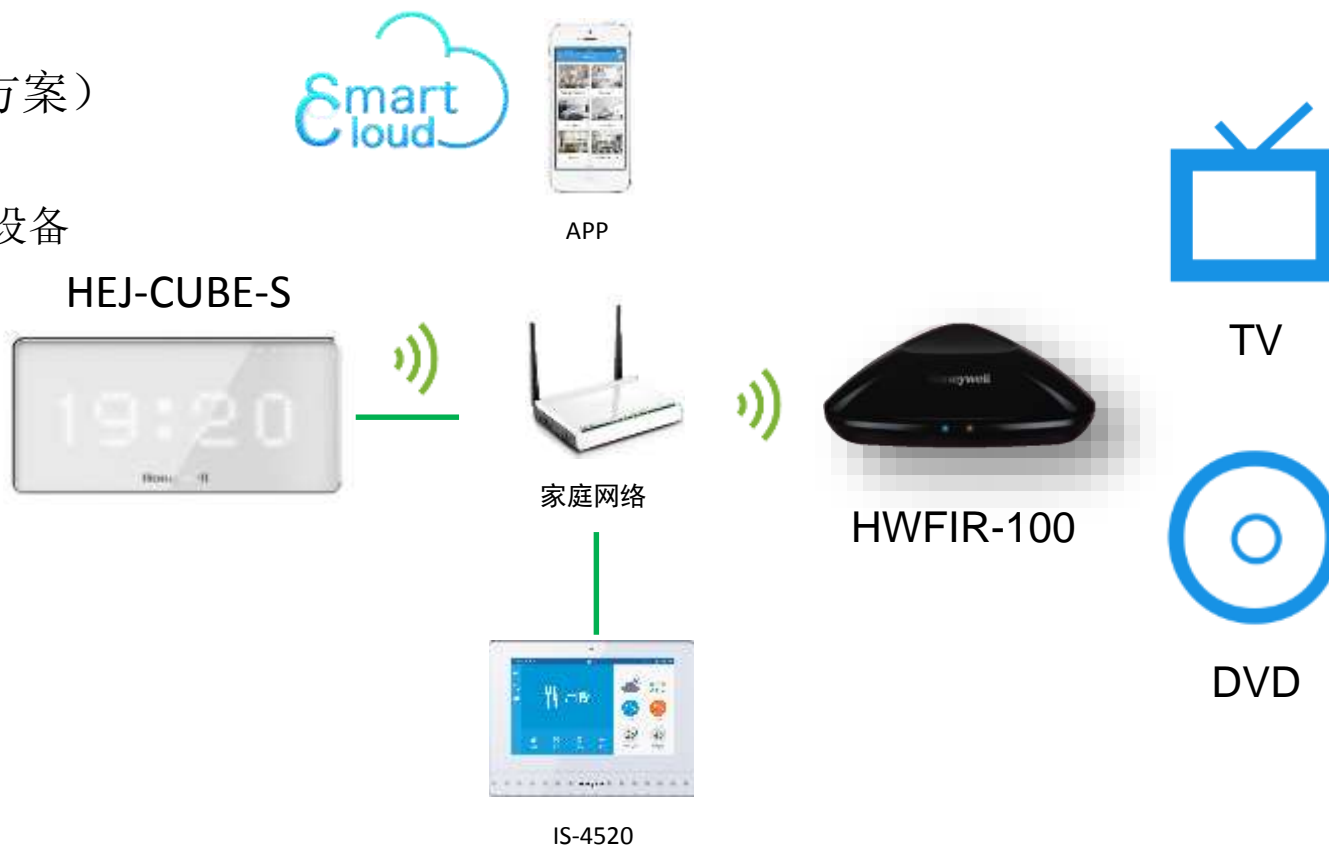 方案）
Smart
Cloud
设备
APP
HEJ-CUBE-S
19:20
TV
家庭网络
HWFIR-100
DVD
IS-4520